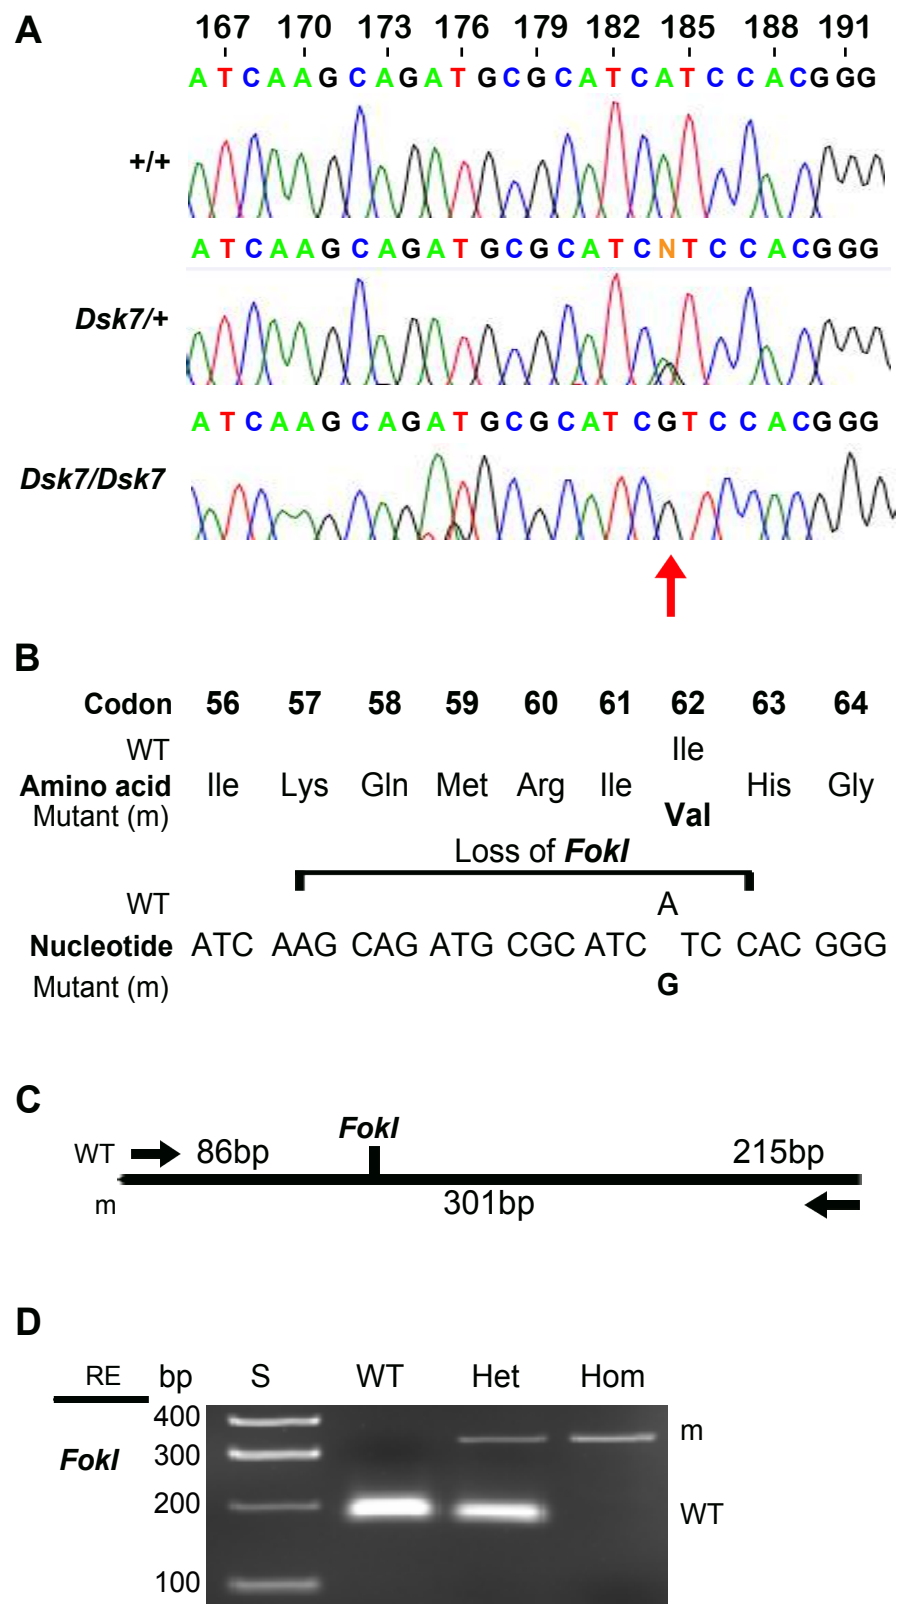 A
167 170 173 176 179 182 185 188 191
ATCAAGCAGATGCGCATCATCCACGGG
+/+
ATCAAGCAGATGCGCATCNTCCACGGG
Dsk7/+
ATCAAGCAGATGCGCATCGTCCACGGG
Dsk7/Dsk7
B
Codon 56 57 58 59 60 61 62 63 64
WT Ile
Amino acid Ile Lys Gln Met Arg Ile His Gly
Mutant (m) Val
Loss of FokI
WT A
Nucleotide ATC AAG CAG ATG CGC ATC TC CAC GGG
Mutant (m) G
C
FokI
WT 86bp 215bp
m 301bp
D
RE bp S WT Het Hom
400
m
FokI 300
200
WT
100